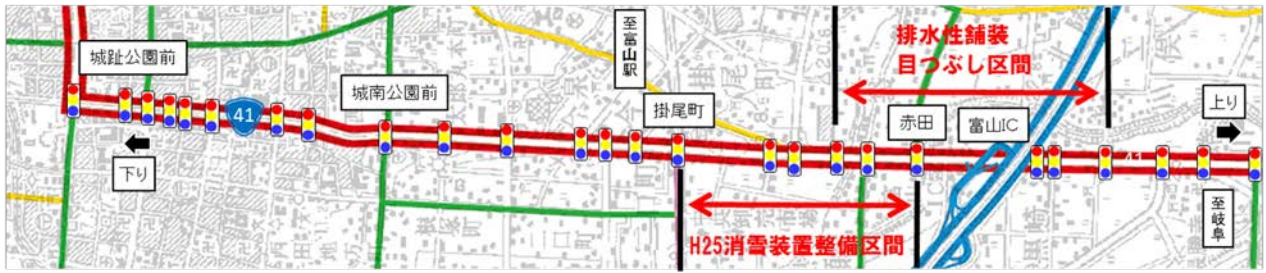 城趾公園前
41
下り
城南公園前
至富山駅
掛尾町
排水性舗装
目つぶし区間
赤田
富山IC
上り
41
至岐阜
H25消雪装置整備区間